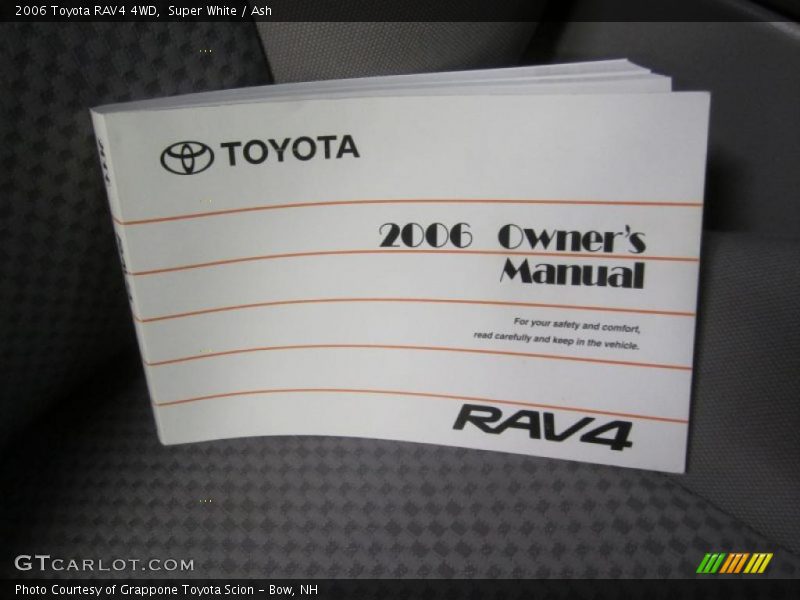 2006 Toyota RAV4 4WD,  Super White / Ash
TOYOTA
2006 Owner's
Manual
For your safety and comfort,
read carefully and keep in the vehicle.
RAV4
GTCARLOT.COM
Photo Courtesy of Grappone Toyota Scion – Bow, NH